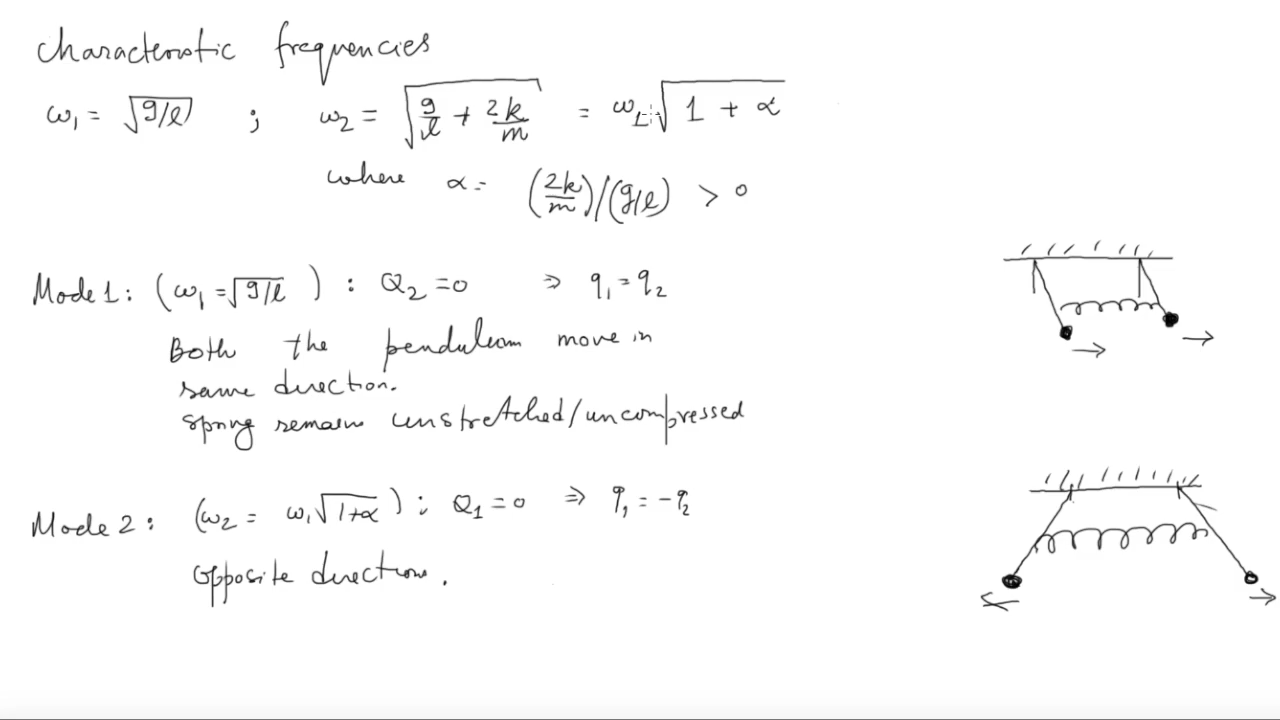 Characteristic frequencies
ω₁ = √g/l ; ω₂ = √(g/l + 2k/m) = ω₁√(1 + α)
where α = (2k/m)/(g/l) > 0
Mode 1: (ω₁ = √g/l) : Q₂ = 0 ⇒ q₁ = q₂
Both the pendulum move in
same direction.
Spring remains unstretched/uncompressed
Mode 2: (ω₂ = ω₁√1+α) ; Q₁ = 0 ⇒ q₁ = -q₂
Opposite directions.